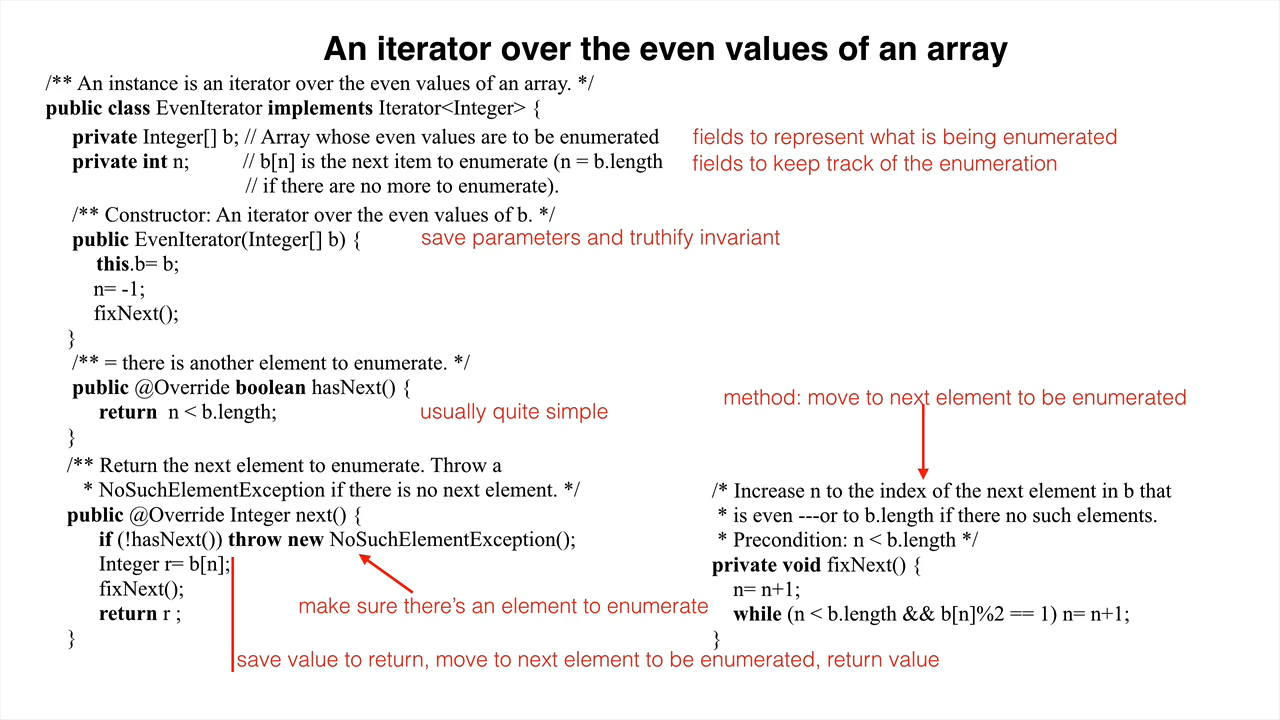 An iterator over the even values of an array
/** An instance is an iterator over the even values of an array. */
public class EvenIterator implements Iterator<Integer> {
private Integer[] b; // Array whose even values are to be enumerated
fields to represent what is being enumerated
private int n; // b[n] is the next item to enumerate (n = b.length
fields to keep track of the enumeration
// if there are no more to enumerate).
/** Constructor: An iterator over the even values of b. */
public EvenIterator(Integer[] b) {
save parameters and truthify invariant
this.b= b;
n= -1;
fixNext();
}
/** = there is another element to enumerate. */
public @Override boolean hasNext() {
return n < b.length;
usually quite simple
}
/** Return the next element to enumerate. Throw a
* NoSuchElementException if there is no next element. */
public @Override Integer next() {
if (!hasNext()) throw new NoSuchElementException();
Integer r= b[n];
fixNext();
return r ;
}
make sure there's an element to enumerate
save value to return, move to next element to be enumerated, return value
method: move to next element to be enumerated
/* Increase n to the index of the next element in b that
* is even ---or to b.length if there no such elements.
* Precondition: n < b.length */
private void fixNext() {
n= n+1;
while (n < b.length && b[n]%2 == 1) n= n+1;
}